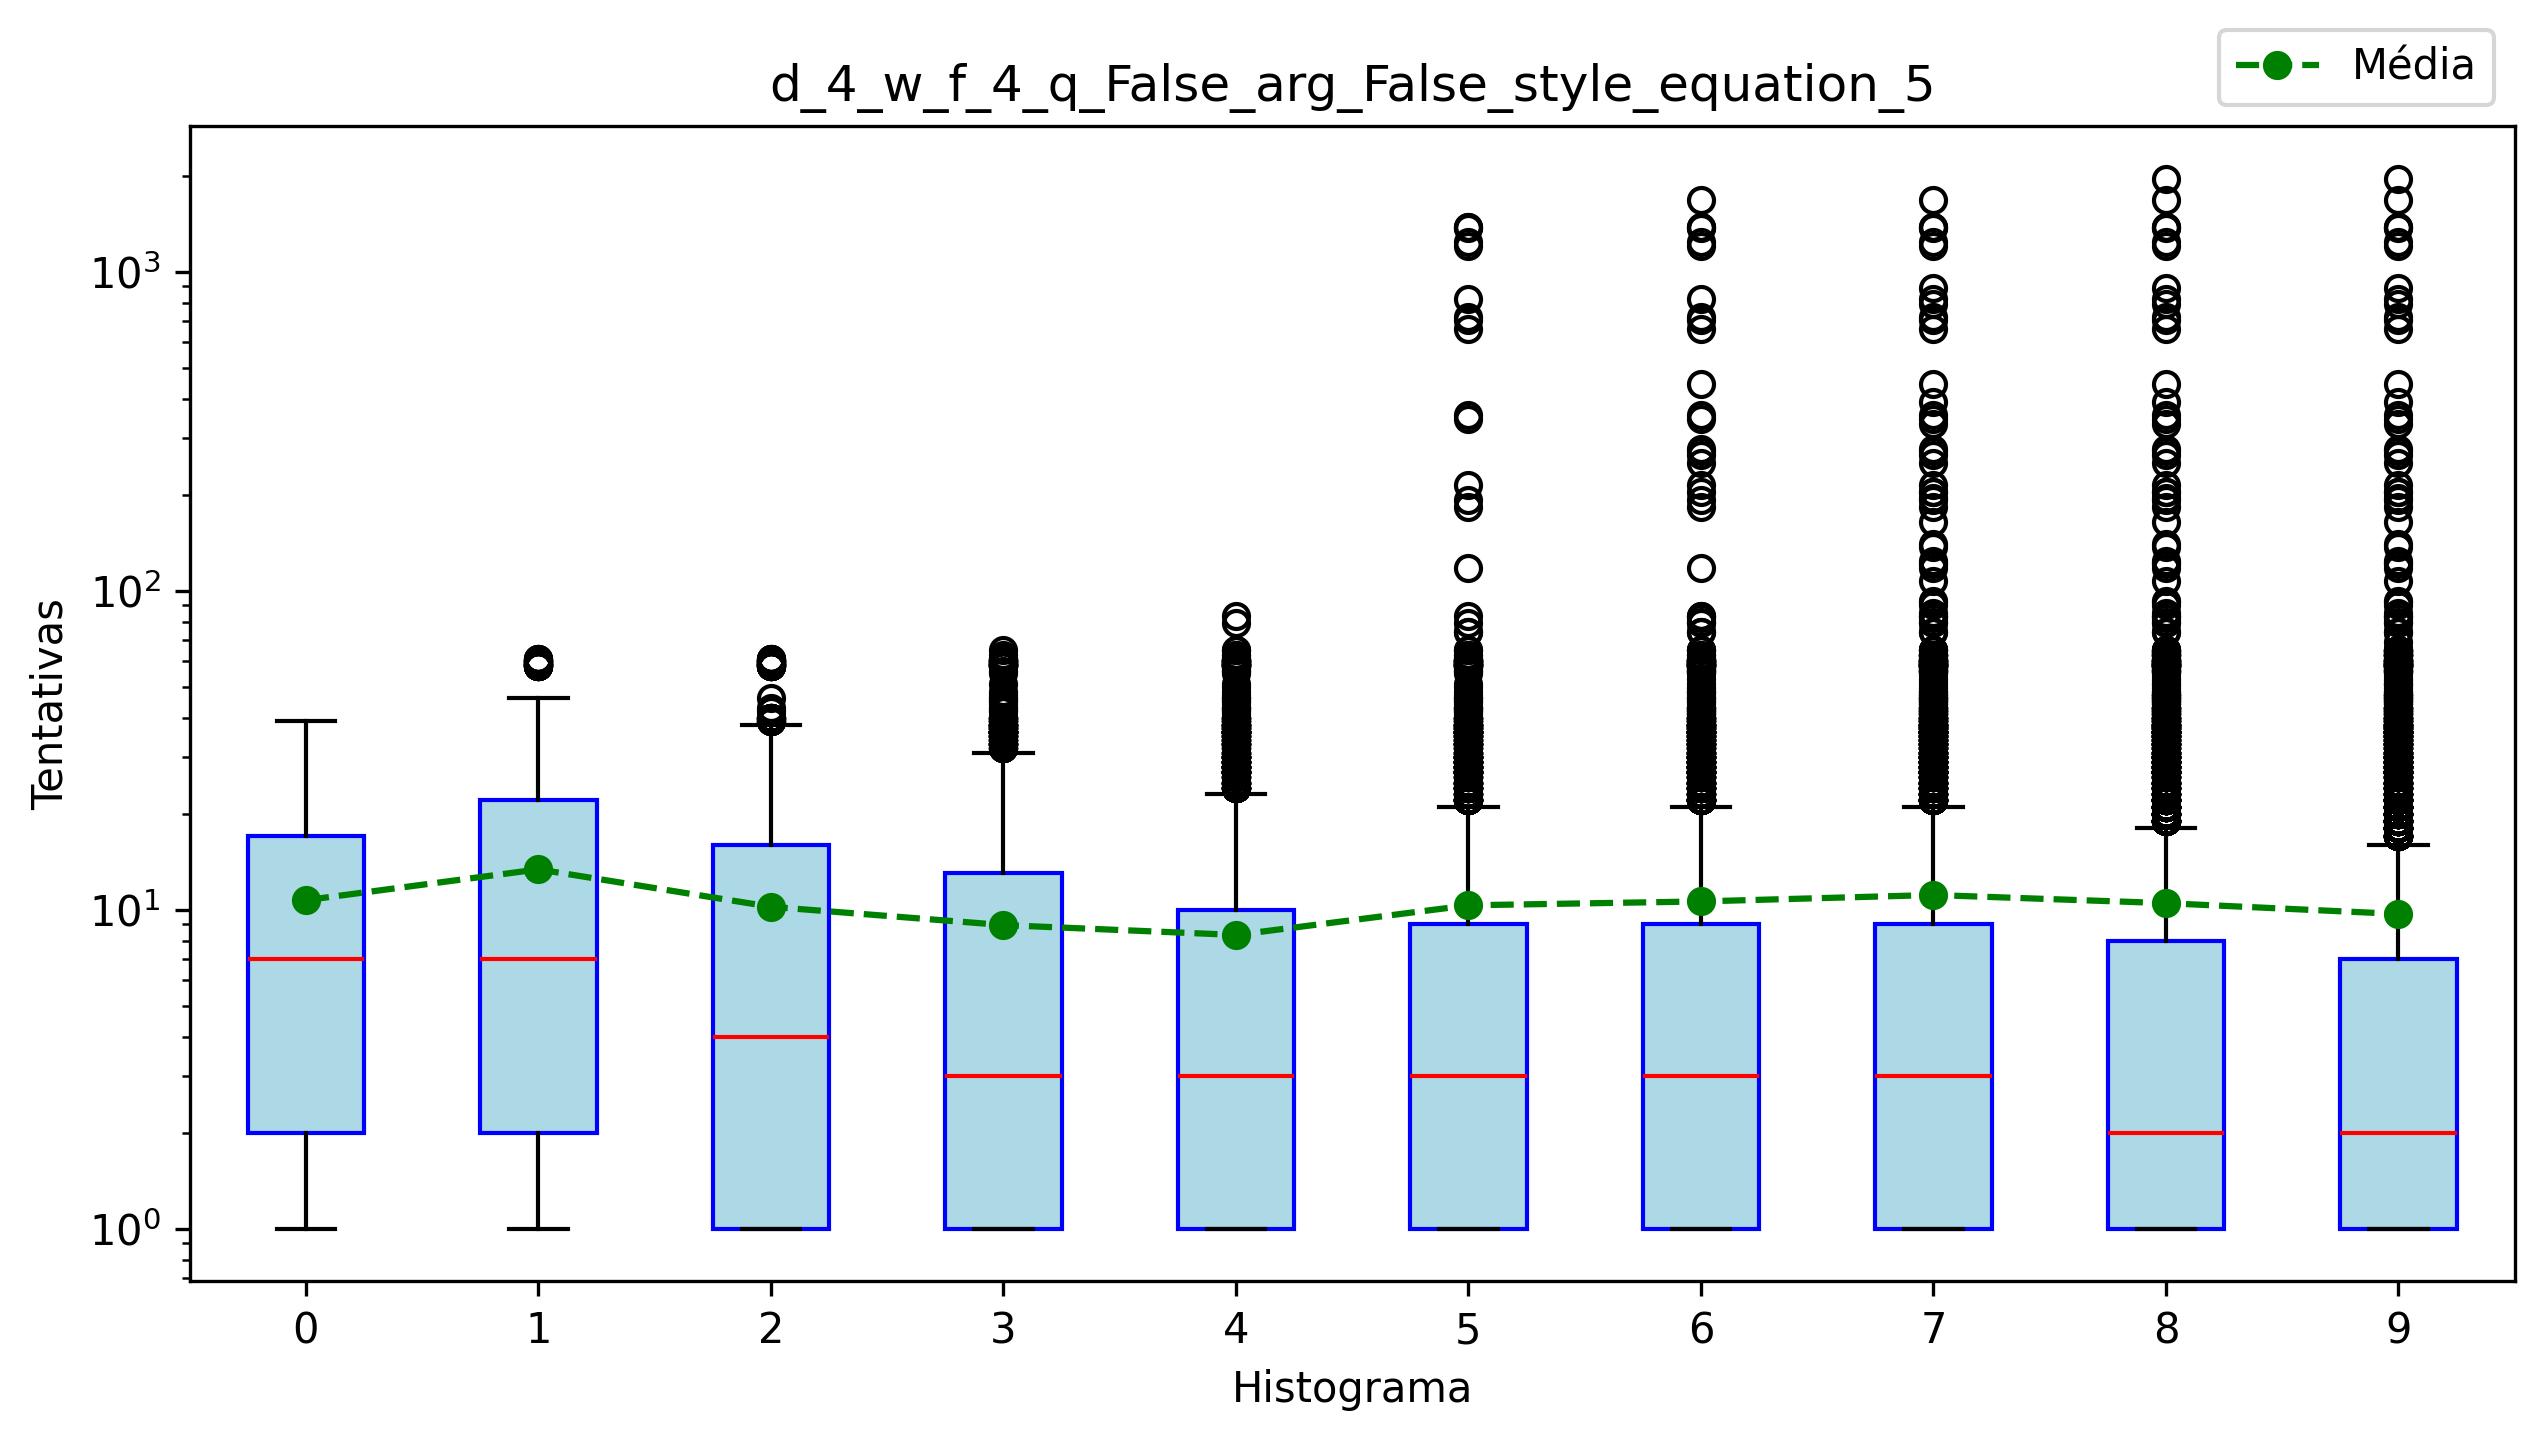 d_4_w_f_4_q_False_arg_False_style_equation_5
Média
10³
10²
10¹
10⁰
Tentativas
0 1 2 3 4 5 6 7 8 9
Histograma